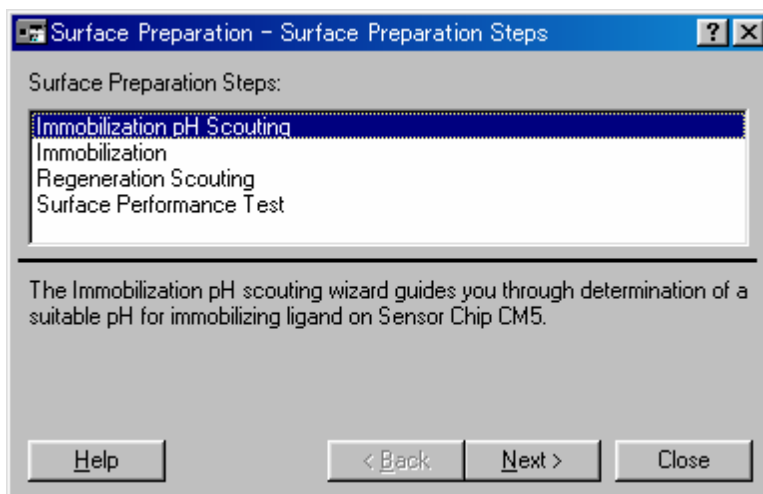 Surface Preparation - Surface Preparation Steps
Surface Preparation Steps:
Immobilization pH Scouting
Immobilization
Regeneration Scouting
Surface Performance Test
The Immobilization pH scouting wizard guides you through determination of a
suitable pH for immobilizing ligand on Sensor Chip CM5.
Help < Back Next > Close